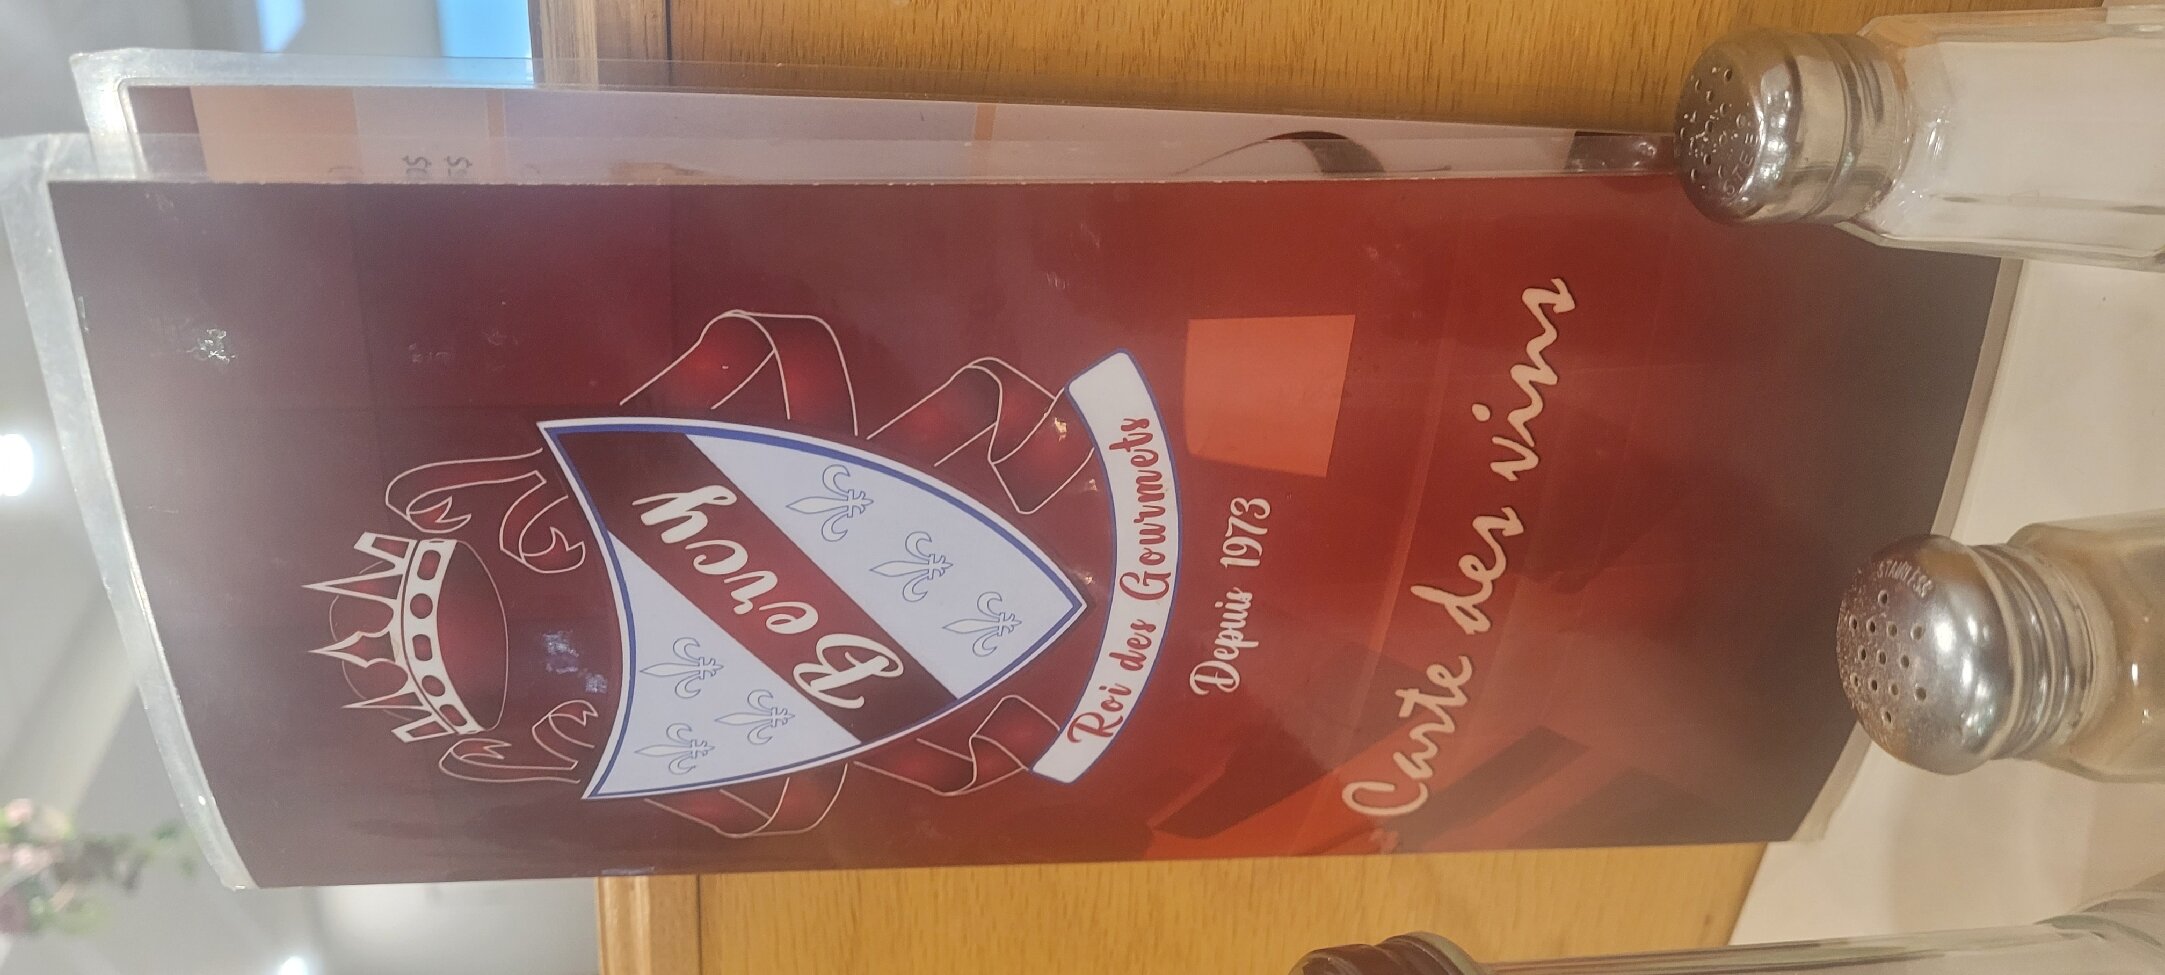 Bercy
Roi des Gourmets
Depuis 1973
Carte des vins